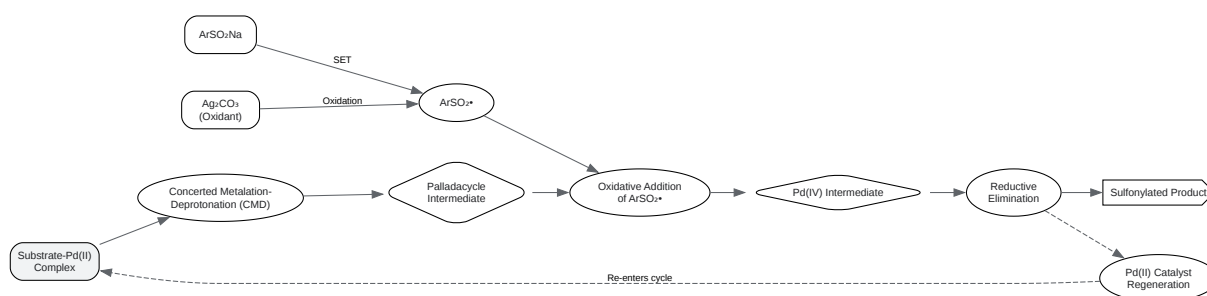 ArSO₂Na
SET
Ag₂CO₃
(Oxidant)
Oxidation
ArSO₂•
Concerted Metalation-
Deprotonation (CMD)
Palladacycle
Intermediate
Oxidative Addition
of ArSO₂•
Pd(IV) Intermediate
Reductive
Elimination
Sulfonylated Product
Substrate-Pd(II)
Complex
Re-enters cycle
Pd(II) Catalyst
Regeneration